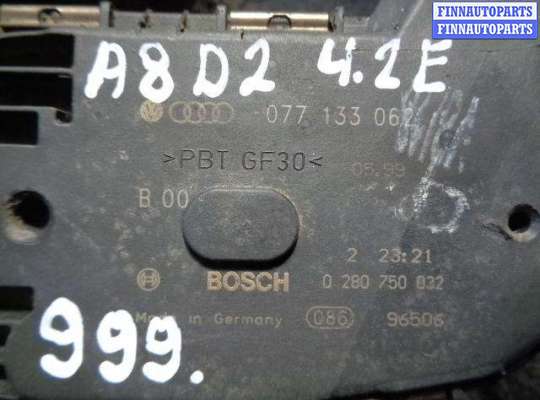 FINNAUTOPARTS
FINNAUTOPARTS
A8 D2 4.2E
077 133 062
>PBT GF30<
05.99
B 00
2 23:21
BOSCH 0 280 750 032
Made in Germany 086 96506
999.